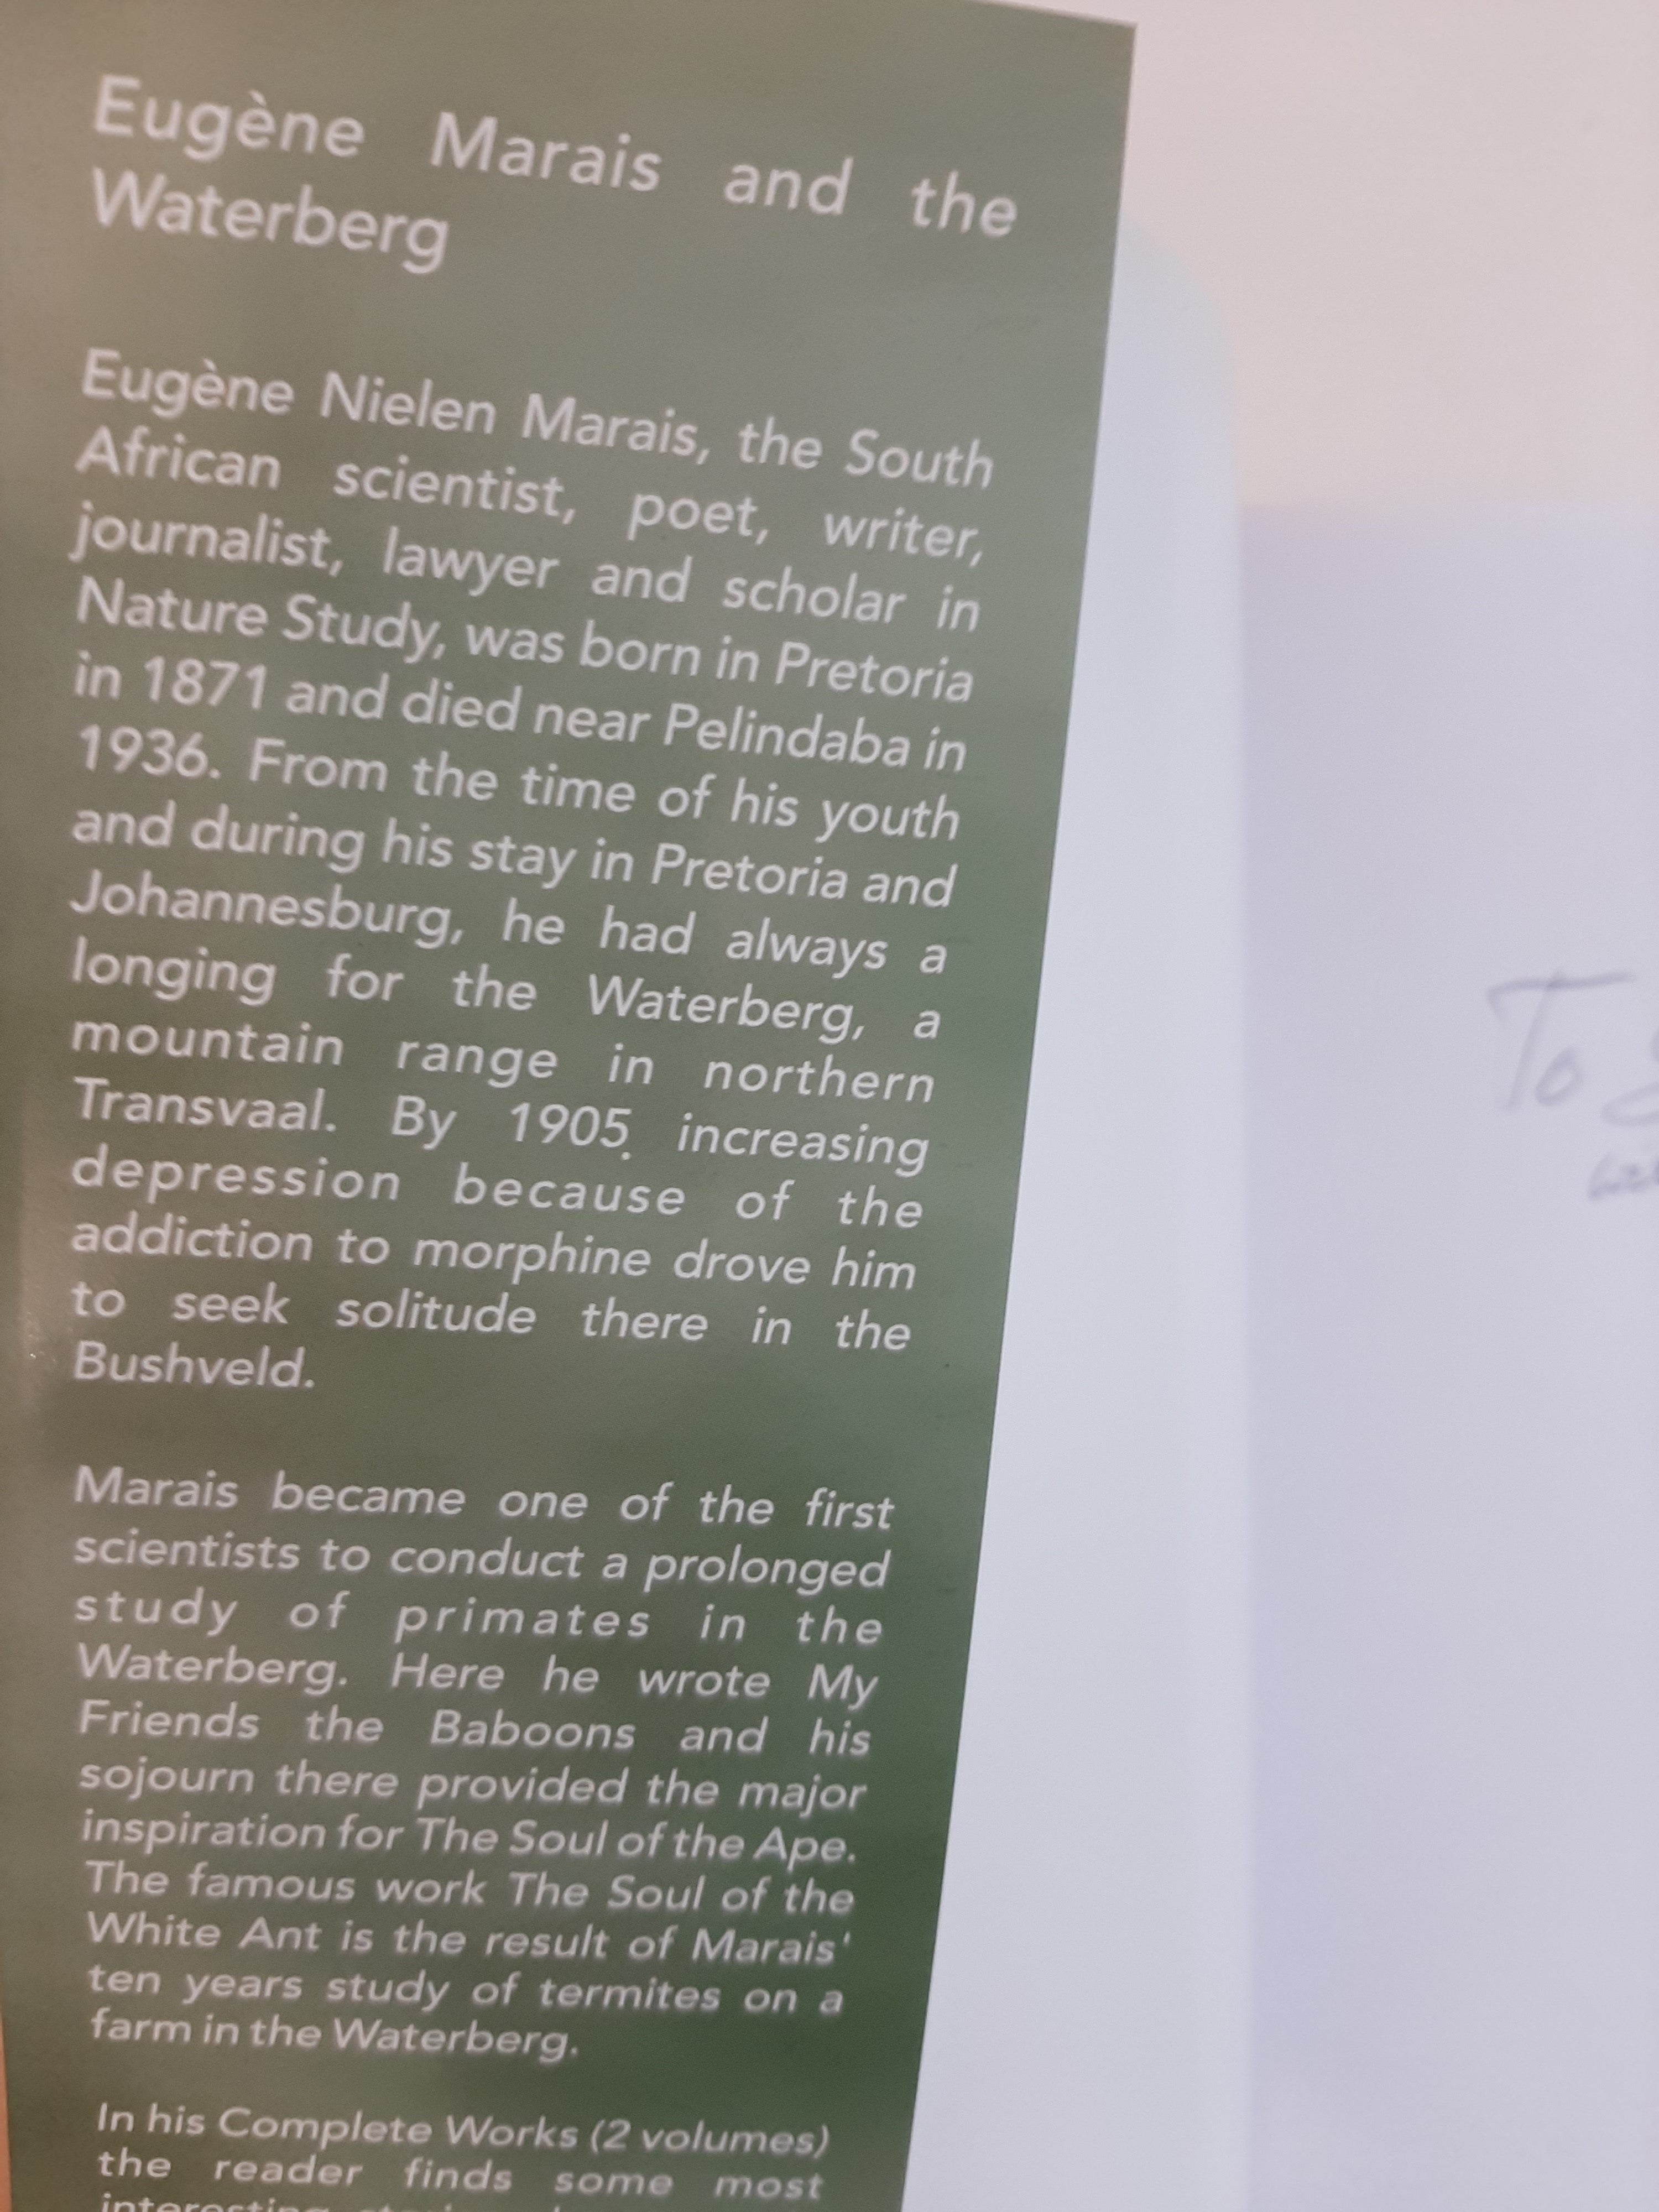 Eugène Marais and the
Waterberg
Eugène Nielen Marais, the South
African scientist, poet, writer,
journalist, lawyer and scholar in
Nature Study, was born in Pretoria
in 1871 and died near Pelindaba in
1936. From the time of his youth
and during his stay in Pretoria and
Johannesburg, he had always a
longing for the Waterberg, a
mountain range in northern
Transvaal. By 1905, increasing
depression because of the
addiction to morphine drove him
to seek solitude there in the
Bushveld.
Marais became one of the first
scientists to conduct a prolonged
study of primates in the
Waterberg. Here he wrote My
Friends the Baboons and his
sojourn there provided the major
inspiration for The Soul of the Ape.
The famous work The Soul of the
White Ant is the result of Marais'
ten years study of termites on a
farm in the Waterberg.
In his Complete Works (2 volumes)
the reader finds some most
To